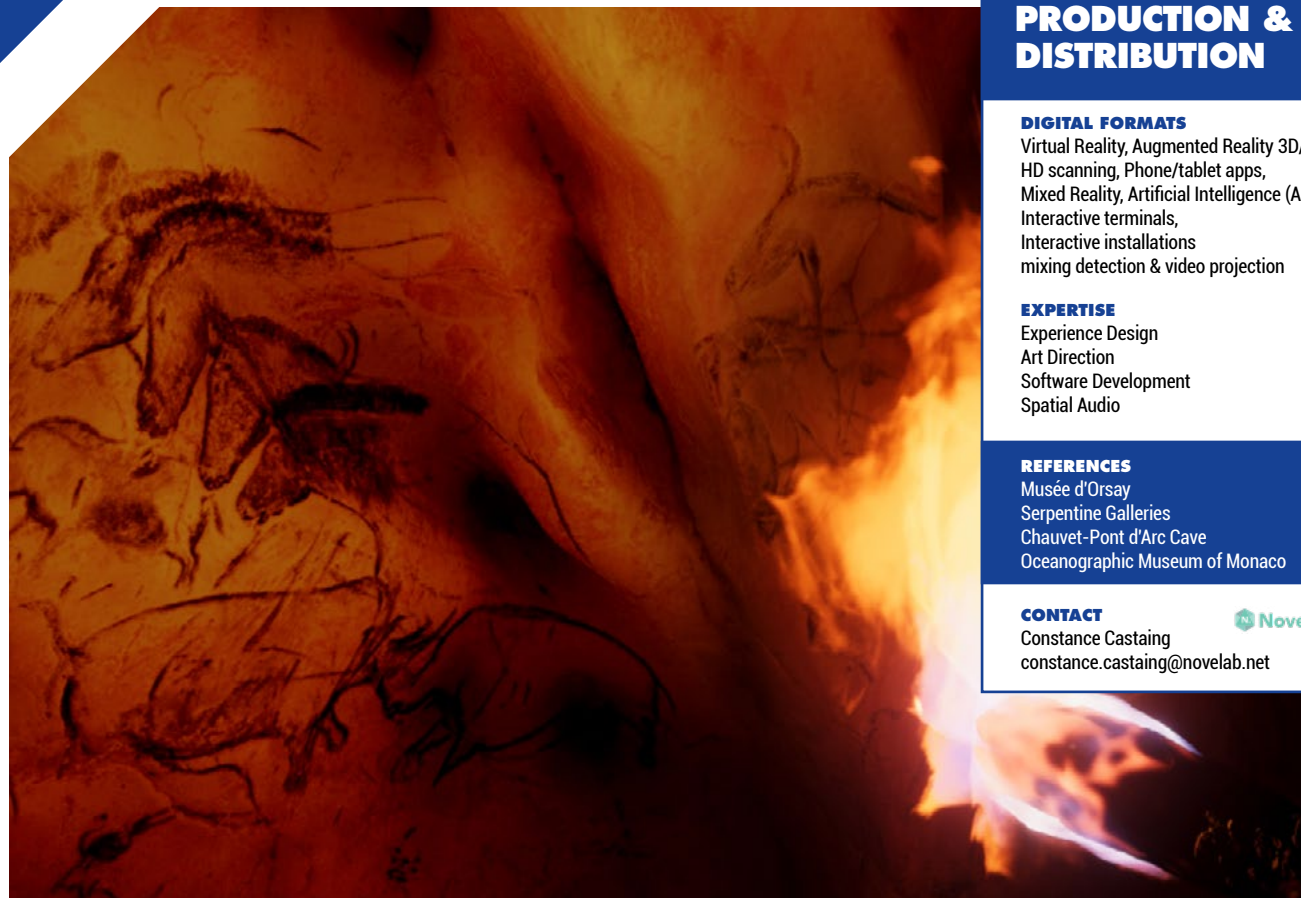 PRODUCTION &
DISTRIBUTION
DIGITAL FORMATS
Virtual Reality, Augmented Reality 3D/
HD scanning, Phone/tablet apps,
Mixed Reality, Artificial Intelligence (A
Interactive terminals,
Interactive installations
mixing detection & video projection
EXPERTISE
Experience Design
Art Direction
Software Development
Spatial Audio
REFERENCES
Musée d'Orsay
Serpentine Galleries
Chauvet-Pont d'Arc Cave
Oceanographic Museum of Monaco
CONTACT
Nove
Constance Castaing
constance.castaing@novelab.net